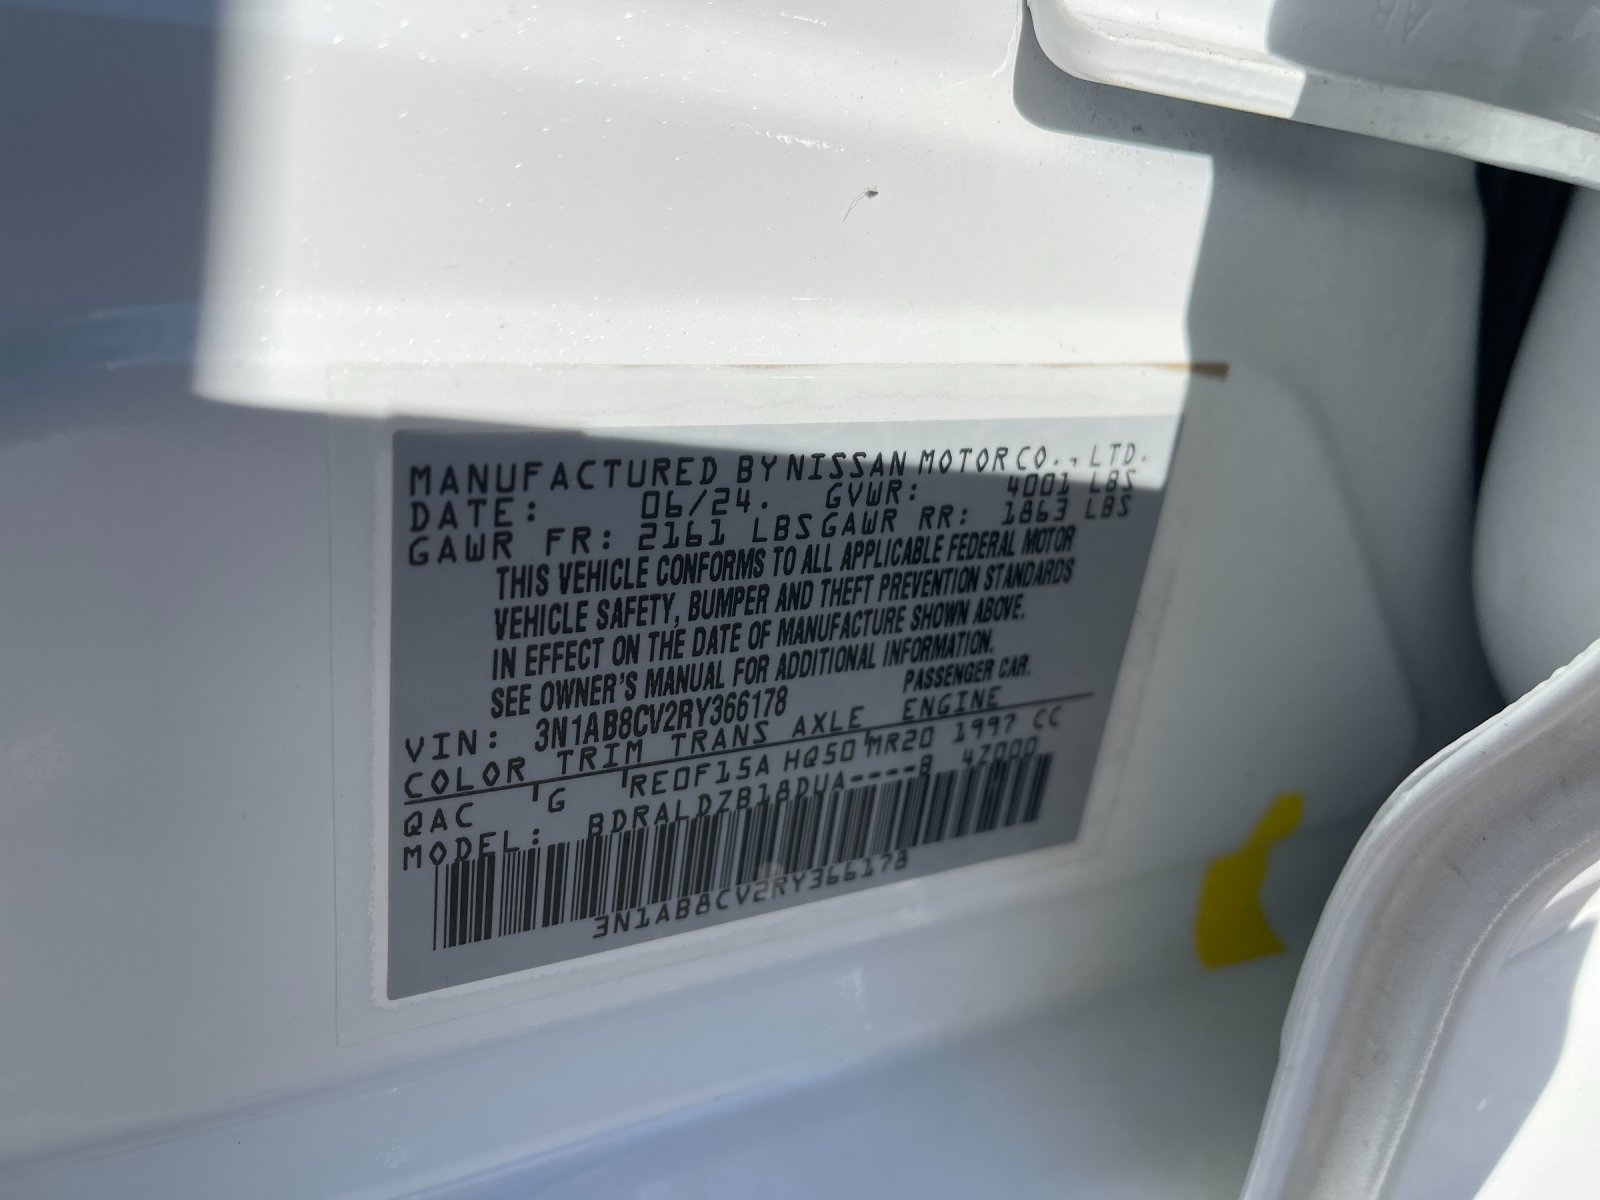 MANUFACTURED BY NISSAN MOTOR CO., LTD.
DATE: 06/24. GVWR: 4001 LBS
GAWR FR: 2161 LBS GAWR RR: 1863 LBS
THIS VEHICLE CONFORMS TO ALL APPLICABLE FEDERAL MOTOR
VEHICLE SAFETY, BUMPER AND THEFT PREVENTION STANDARDS
IN EFFECT ON THE DATE OF MANUFACTURE SHOWN ABOVE.
SEE OWNER'S MANUAL FOR ADDITIONAL INFORMATION.
VIN: 3N1AB8CV2RY366178 PASSENGER CAR.
COLOR TRIM TRANS AXLE ENGINE
QAC G RE0F15A HQ50 MR20 1997 CC
MODEL: BDRALDZB18DUA----B 47000
3N1AB8CV2RY366178